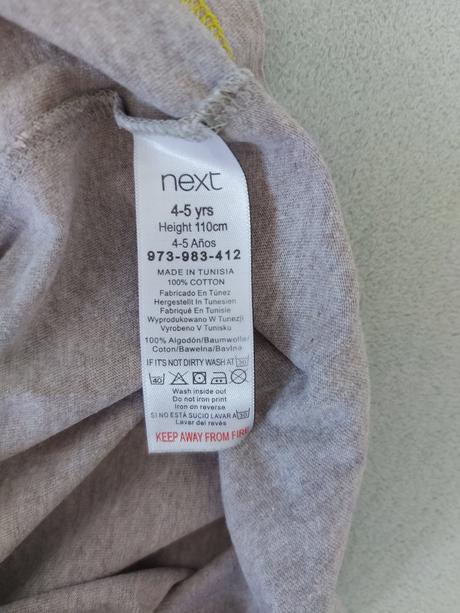 next
4-5 yrs
Height 110cm
4-5 Años
973-983-412
MADE IN TUNISIA
100% COTTON
Fabricado En Túnez
Hergestellt In Tunesien
Fabriqué En Tunisie
Wyprodukowano W Tunezji
Vyrobeno V Tunisku
100% Algodón/Baumwolle/
Coton/Bawełna/Bavlna
IF IT'S NOT DIRTY WASH AT 30
40
Wash inside out
Do not iron print
Iron on reverse
SI NO ESTÁ SUCIO LAVAR A 30
Lavar del revés
KEEP AWAY FROM FIRE